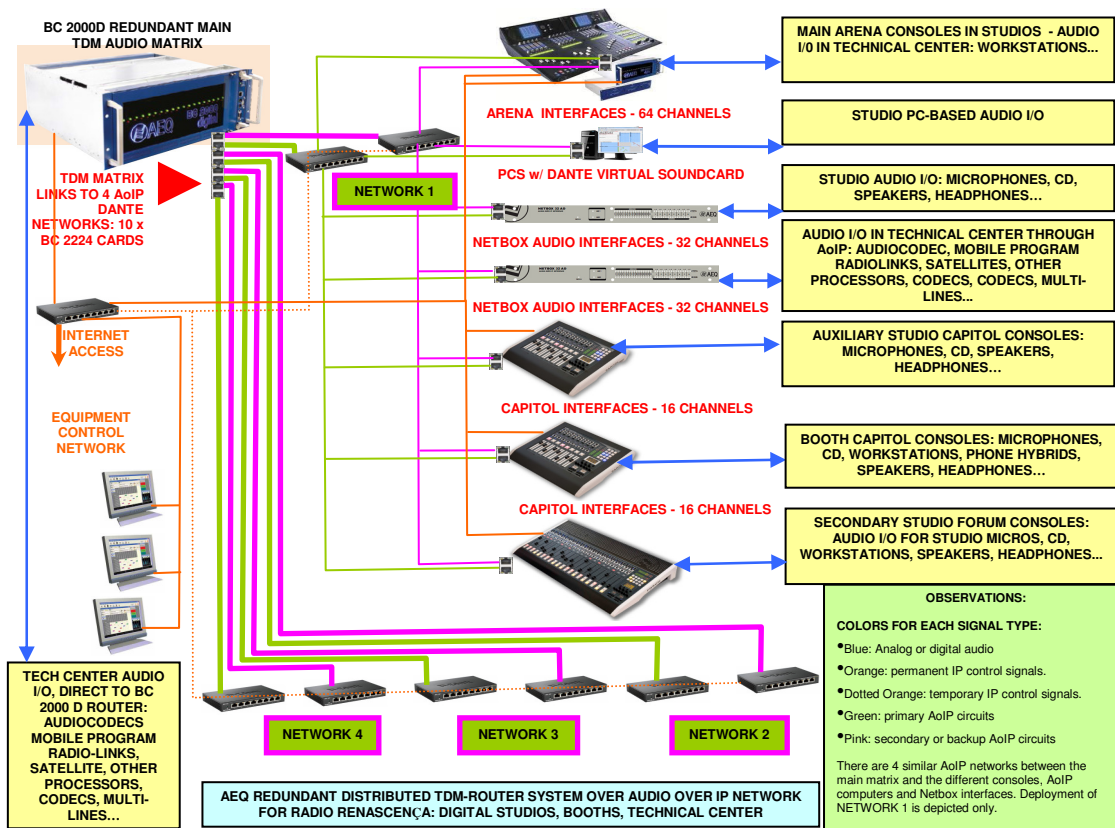 BC 2000D REDUNDANT MAIN
TDM AUDIO MATRIX
AEQ
BC 2000
digital
TDM MATRIX
LINKS TO 4 AoIP
DANTE
NETWORKS: 10 x
BC 2224 CARDS
INTERNET
ACCESS
EQUIPMENT
CONTROL
NETWORK
TECH CENTER AUDIO
I/O, DIRECT TO BC
2000 D ROUTER:
AUDIOCODECS
MOBILE PROGRAM
RADIO-LINKS,
SATELLITE, OTHER
PROCESSORS,
CODECS, MULTI-
LINES…
NETWORK 1
ARENA INTERFACES - 64 CHANNELS
PCS w/ DANTE VIRTUAL SOUNDCARD
AEQ
NETBOX AUDIO INTERFACES - 32 CHANNELS
AEQ
NETBOX AUDIO INTERFACES - 32 CHANNELS
CAPITOL INTERFACES - 16 CHANNELS
CAPITOL INTERFACES - 16 CHANNELS
MAIN ARENA CONSOLES IN STUDIOS - AUDIO
I/0 IN TECHNICAL CENTER: WORKSTATIONS...
STUDIO PC-BASED AUDIO I/O
STUDIO AUDIO I/O: MICROPHONES, CD,
SPEAKERS, HEADPHONES…
AUDIO I/O IN TECHNICAL CENTER THROUGH
AoIP: AUDIOCODEC, MOBILE PROGRAM
RADIOLINKS, SATELLITES, OTHER
PROCESSORS, CODECS, CODECS, MULTI-
LINES...
AUXILIARY STUDIO CAPITOL CONSOLES:
MICROPHONES, CD, SPEAKERS,
HEADPHONES…
BOOTH CAPITOL CONSOLES: MICROPHONES,
CD, WORKSTATIONS, PHONE HYBRIDS,
SPEAKERS, HEADPHONES…
SECONDARY STUDIO FORUM CONSOLES:
AUDIO I/O FOR STUDIO MICROS, CD,
WORKSTATIONS, SPEAKERS, HEADPHONES...
NETWORK 4
NETWORK 3
NETWORK 2
AEQ REDUNDANT DISTRIBUTED TDM-ROUTER SYSTEM OVER AUDIO OVER IP NETWORK
FOR RADIO RENASCENÇA: DIGITAL STUDIOS, BOOTHS, TECHNICAL CENTER
OBSERVATIONS:
COLORS FOR EACH SIGNAL TYPE:
•Blue: Analog or digital audio
•Orange: permanent IP control signals.
•Dotted Orange: temporary IP control signals.
•Green: primary AoIP circuits
•Pink: secondary or backup AoIP circuits
There are 4 similar AoIP networks between the
main matrix and the different consoles, AoIP
computers and Netbox interfaces. Deployment of
NETWORK 1 is depicted only.